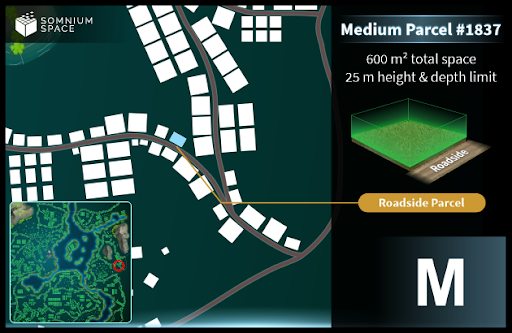 SOMNIUM
SPACE
Medium Parcel #1837
600 m² total space
25 m height & depth limit
Roadside
Roadside Parcel
M